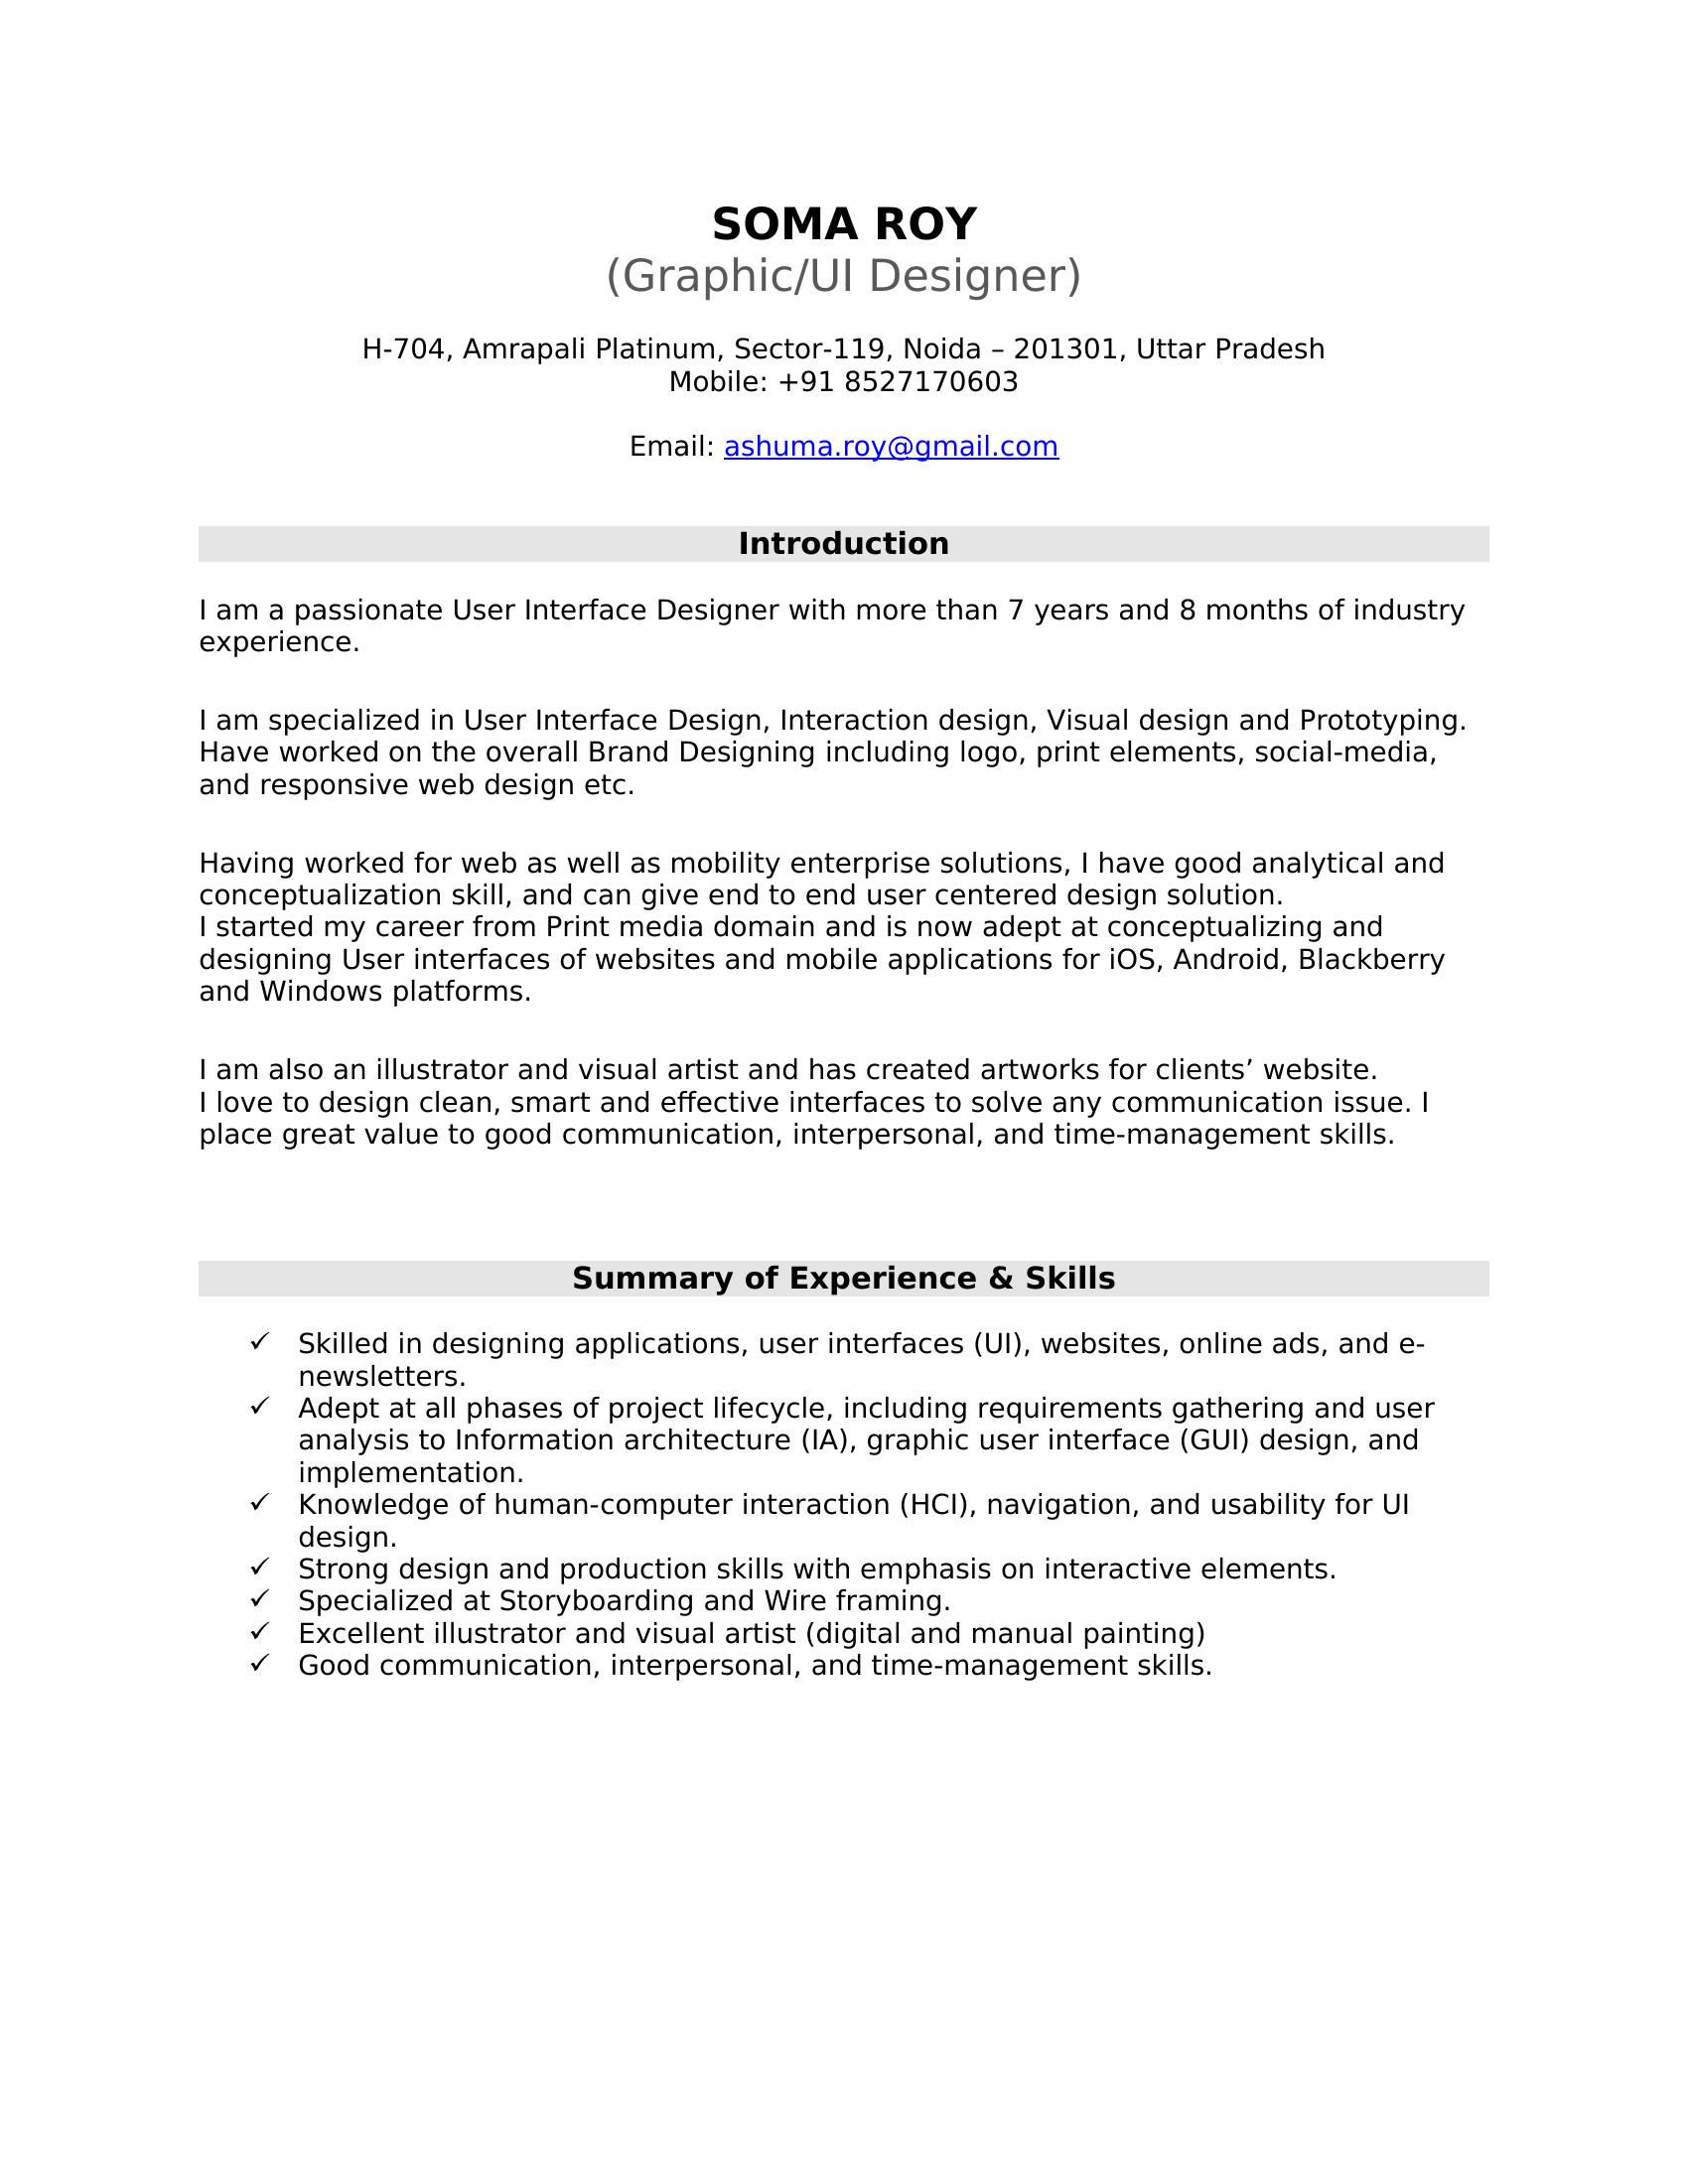 SOMA ROY
(Graphic/UI Designer)
H-704, Amrapali Platinum, Sector-119, Noida – 201301, Uttar Pradesh
Mobile: +91 8527170603
Email: ashuma.roy@gmail.com
Introduction
I am a passionate User Interface Designer with more than 7 years and 8 months of industry
experience.
I am specialized in User Interface Design, Interaction design, Visual design and Prototyping.
Have worked on the overall Brand Designing including logo, print elements, social-media,
and responsive web design etc.
Having worked for web as well as mobility enterprise solutions, I have good analytical and
conceptualization skill, and can give end to end user centered design solution.
I started my career from Print media domain and is now adept at conceptualizing and
designing User interfaces of websites and mobile applications for iOS, Android, Blackberry
and Windows platforms.
I am also an illustrator and visual artist and has created artworks for clients’ website.
I love to design clean, smart and effective interfaces to solve any communication issue. I
place great value to good communication, interpersonal, and time-management skills.
Summary of Experience & Skills
✓ Skilled in designing applications, user interfaces (UI), websites, online ads, and e-
newsletters.
✓ Adept at all phases of project lifecycle, including requirements gathering and user
analysis to Information architecture (IA), graphic user interface (GUI) design, and
implementation.
✓ Knowledge of human-computer interaction (HCI), navigation, and usability for UI
design.
✓ Strong design and production skills with emphasis on interactive elements.
✓ Specialized at Storyboarding and Wire framing.
✓ Excellent illustrator and visual artist (digital and manual painting)
✓ Good communication, interpersonal, and time-management skills.